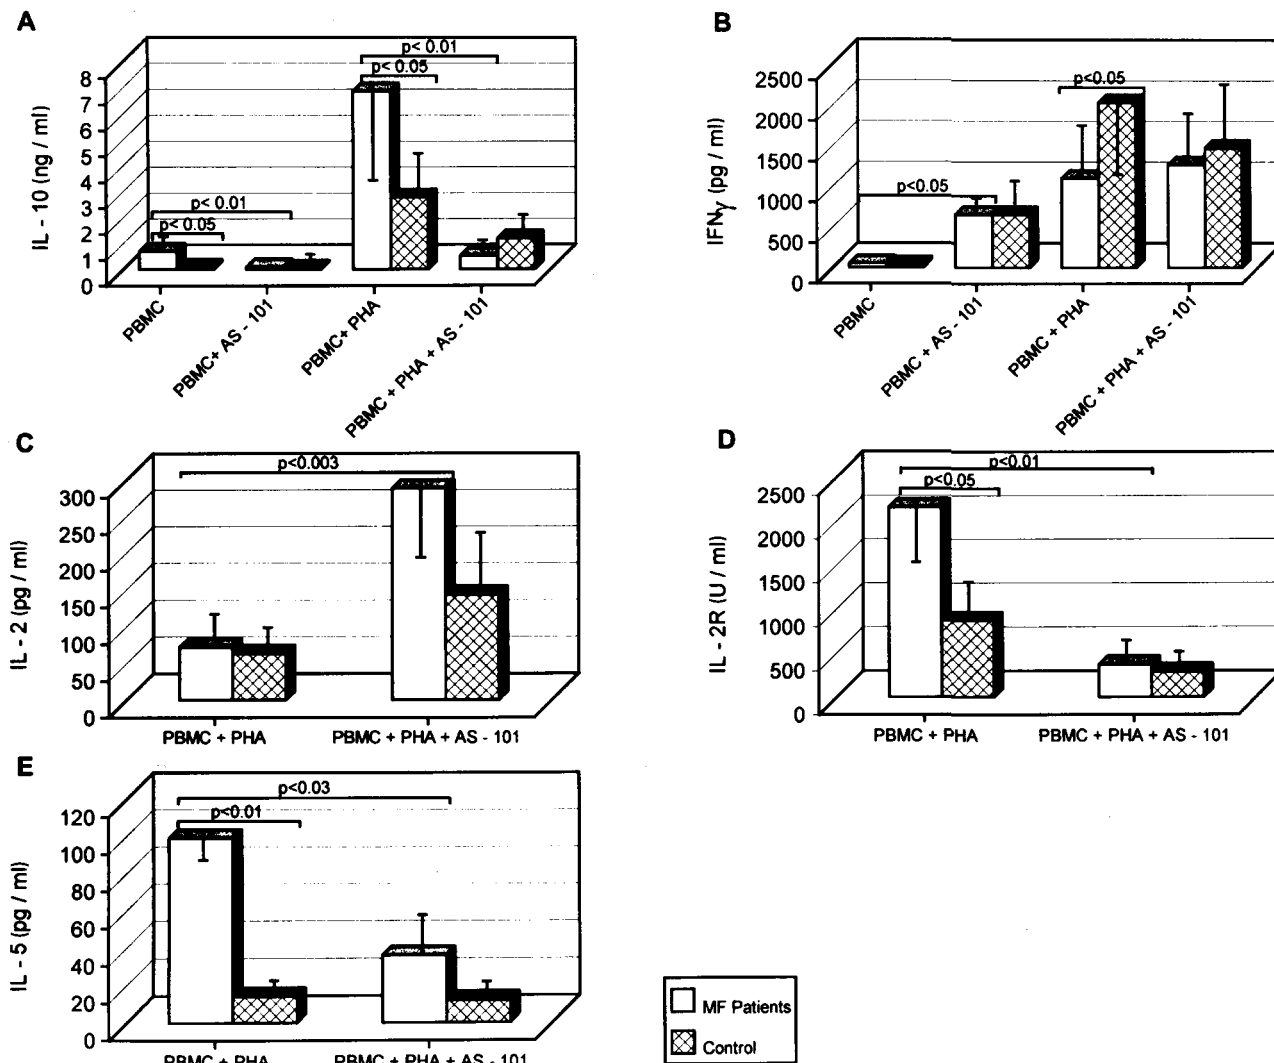 A
p< 0.01
p< 0.05
p< 0.01
p< 0.05
8
7
6
5
4
3
2
1
0
IL - 10 (ng / ml)
PBMC
PBMC+ AS - 101
PBMC+ PHA
PBMC + PHA + AS - 101
B
p<0.05
p<0.05
2500
2000
1500
1000
500
0
IFNγ (pg / ml)
PBMC
PBMC + AS - 101
PBMC + PHA
PBMC + PHA + AS - 101
C
p<0.003
300
250
200
150
100
50
0
IL - 2 (pg / ml)
PBMC + PHA
PBMC + PHA + AS - 101
D
p<0.01
p<0.05
2500
2000
1500
1000
500
0
IL - 2R (U / ml)
PBMC + PHA
PBMC + PHA + AS - 101
E
p<0.03
p<0.01
120
100
80
60
40
20
0
IL - 5 (pg / ml)
PBMC + PHA
PBMC + PHA + AS - 101
MF Patients
Control